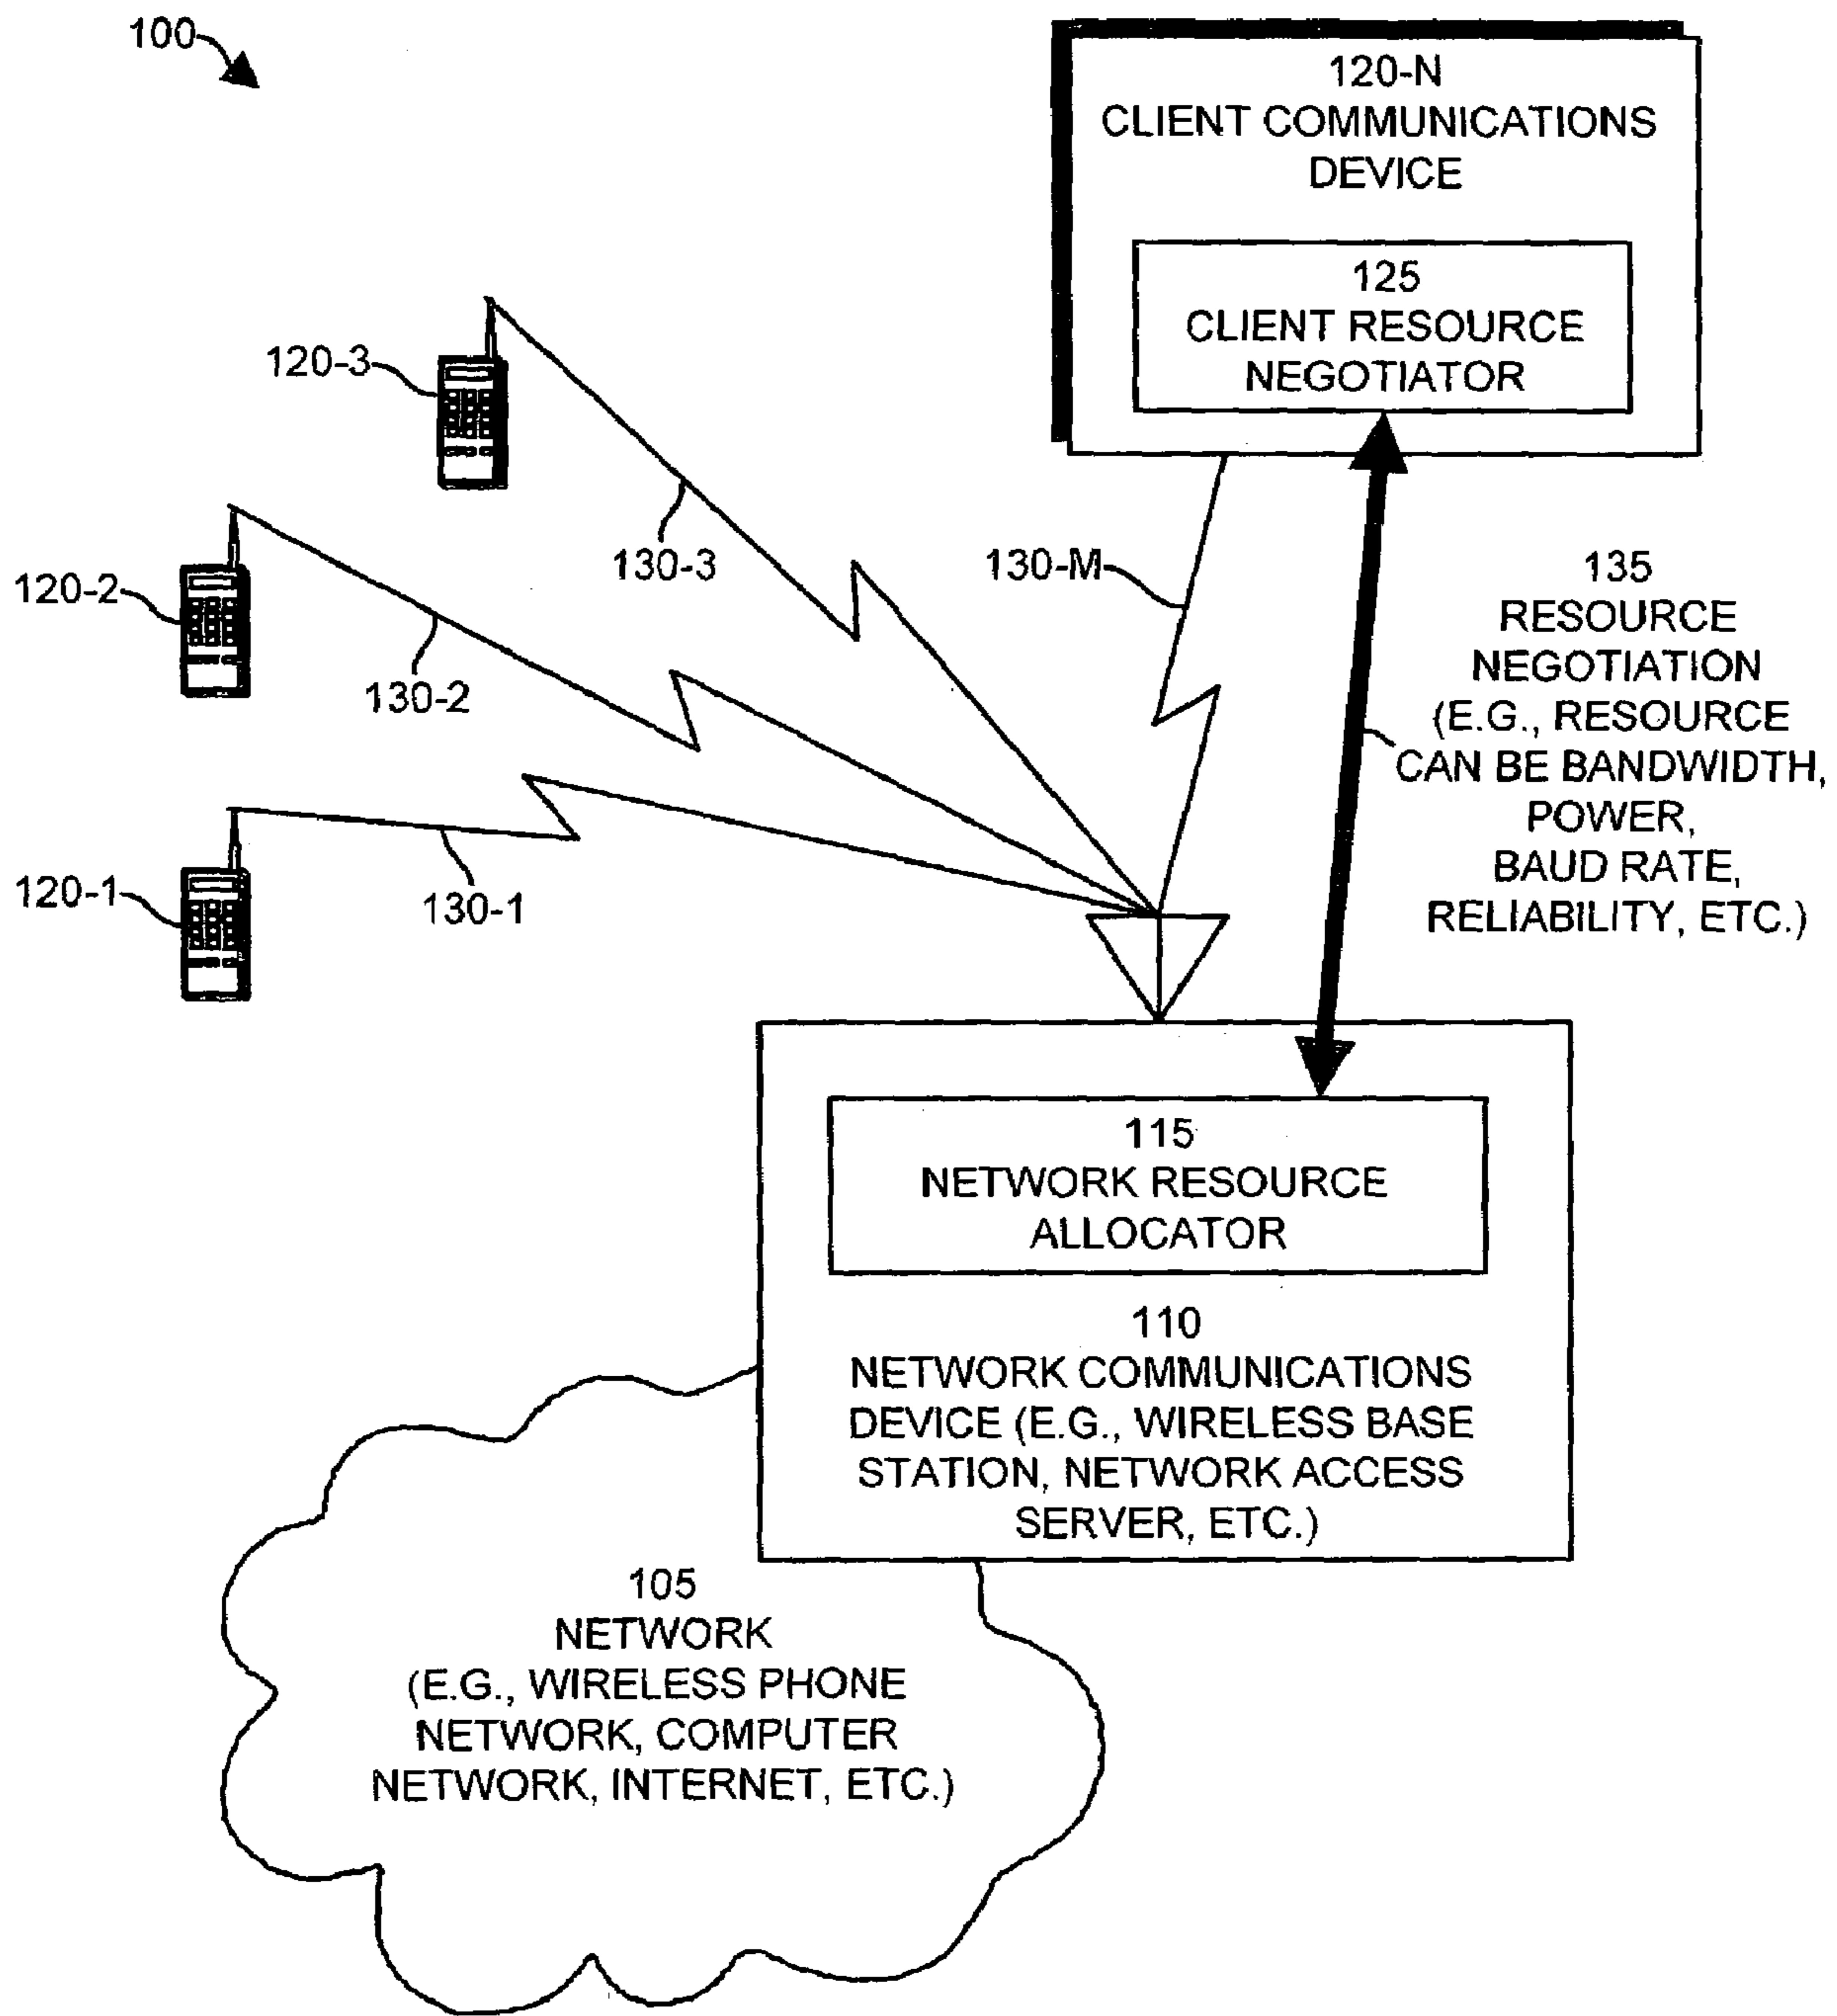 100
120-N
CLIENT COMMUNICATIONS
DEVICE
125
CLIENT RESOURCE
NEGOTIATOR
120-3
130-3
130-M
120-2
130-2
135
RESOURCE
NEGOTIATION
(E.G., RESOURCE
CAN BE BANDWIDTH,
POWER,
BAUD RATE,
RELIABILITY, ETC.)
120-1
130-1
115
NETWORK RESOURCE
ALLOCATOR
110
NETWORK COMMUNICATIONS
DEVICE (E.G., WIRELESS BASE
STATION, NETWORK ACCESS
SERVER, ETC.)
105
NETWORK
(E.G., WIRELESS PHONE
NETWORK, COMPUTER
NETWORK, INTERNET, ETC.)